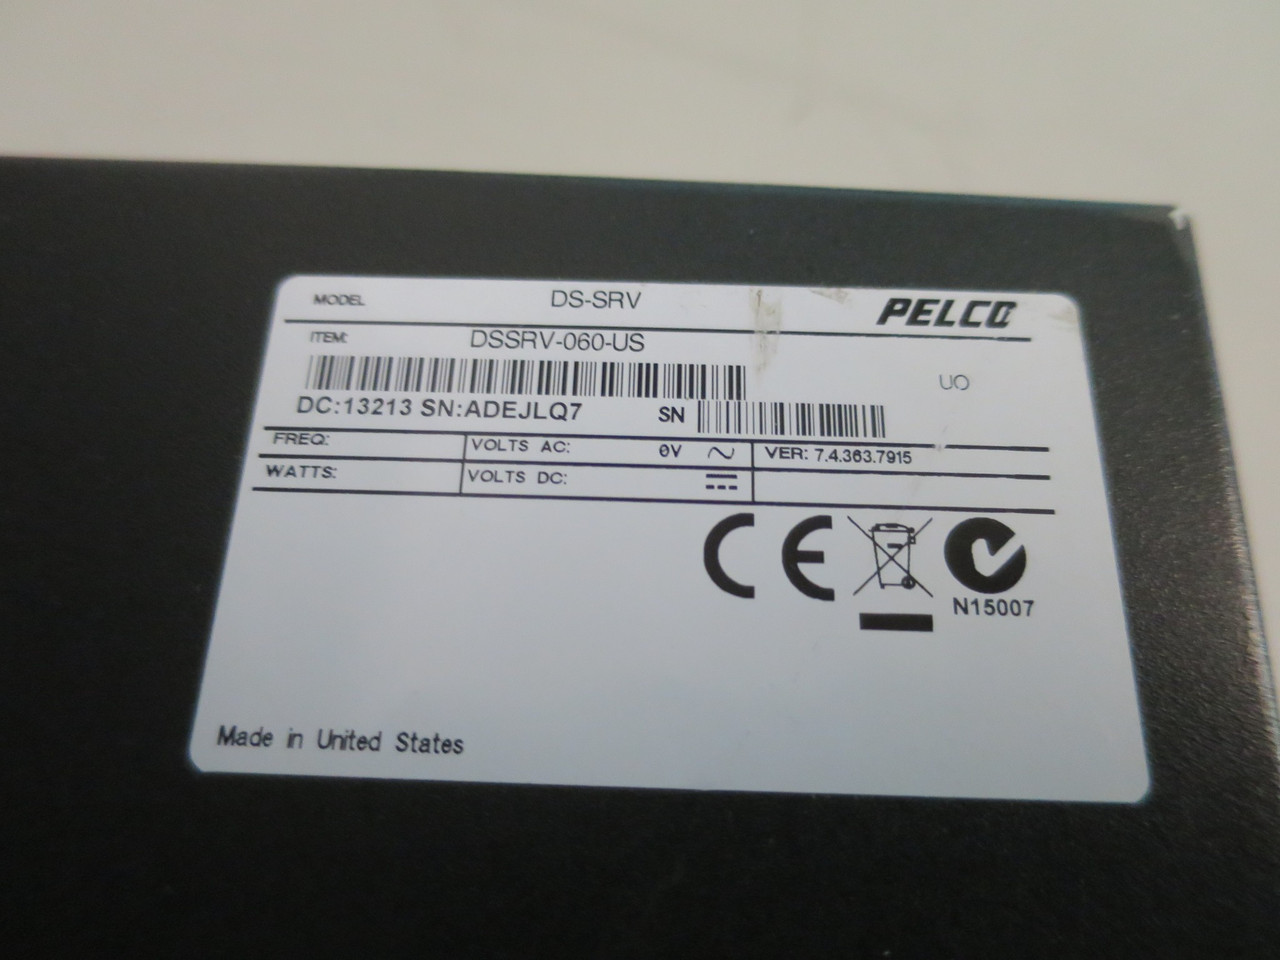 MODEL DS-SRV PELCO
ITEM: DSSRV-060-US
UO
DC:13213 SN:ADEJLQ7 SN
FREQ: VOLTS AC: 0V VER: 7.4.363.7915
WATTS: VOLTS DC:
CE
N15007
Made in United States